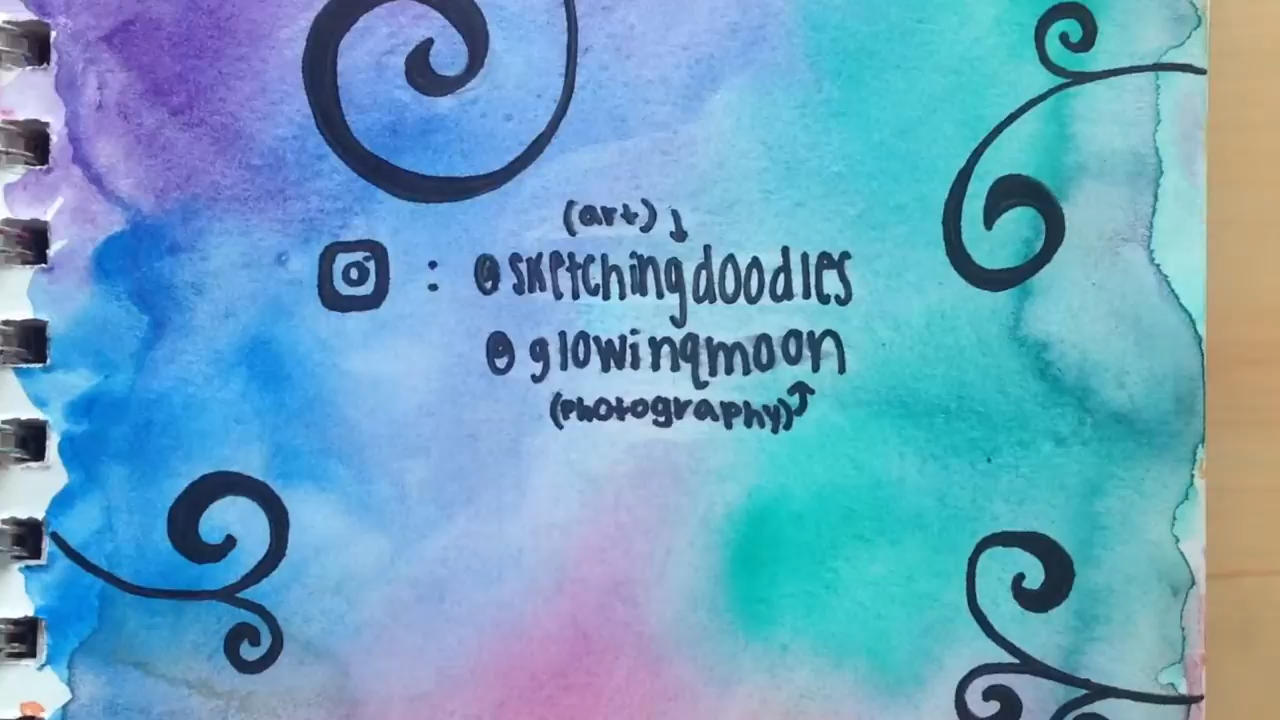 (art) ↓
: @sketchingdoodles
@glowingmoon
(photography) ↑